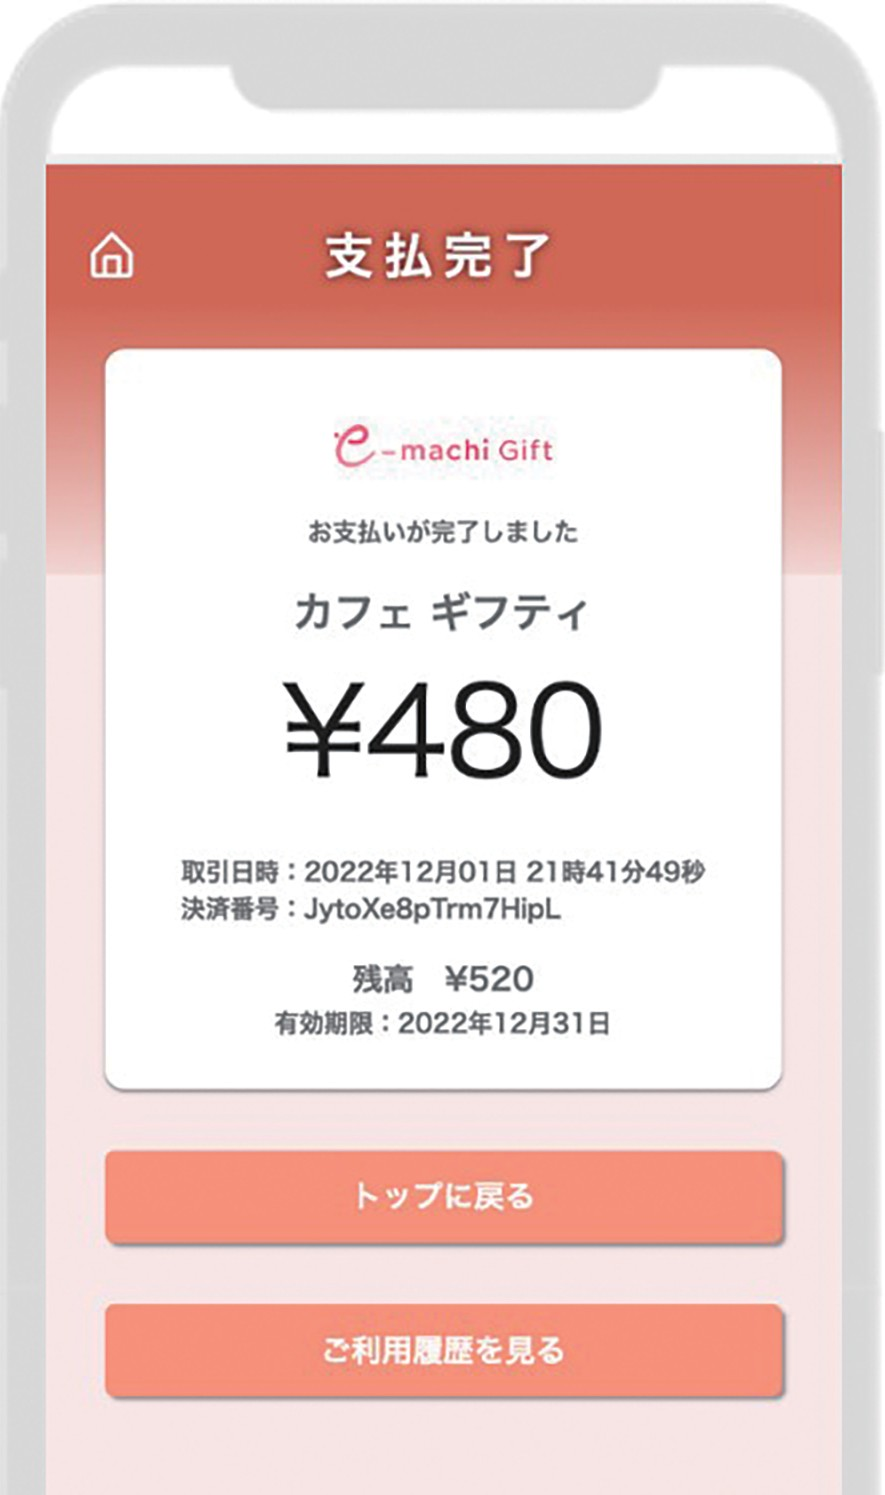 支払完了
e-machi Gift
お支払いが完了しました
カフェ ギフティ
¥480
取引日時：2022年12月01日 21時41分49秒
決済番号：JytoXe8pTrm7HipL
残高　¥520
有効期限：2022年12月31日
トップに戻る
ご利用履歴を見る